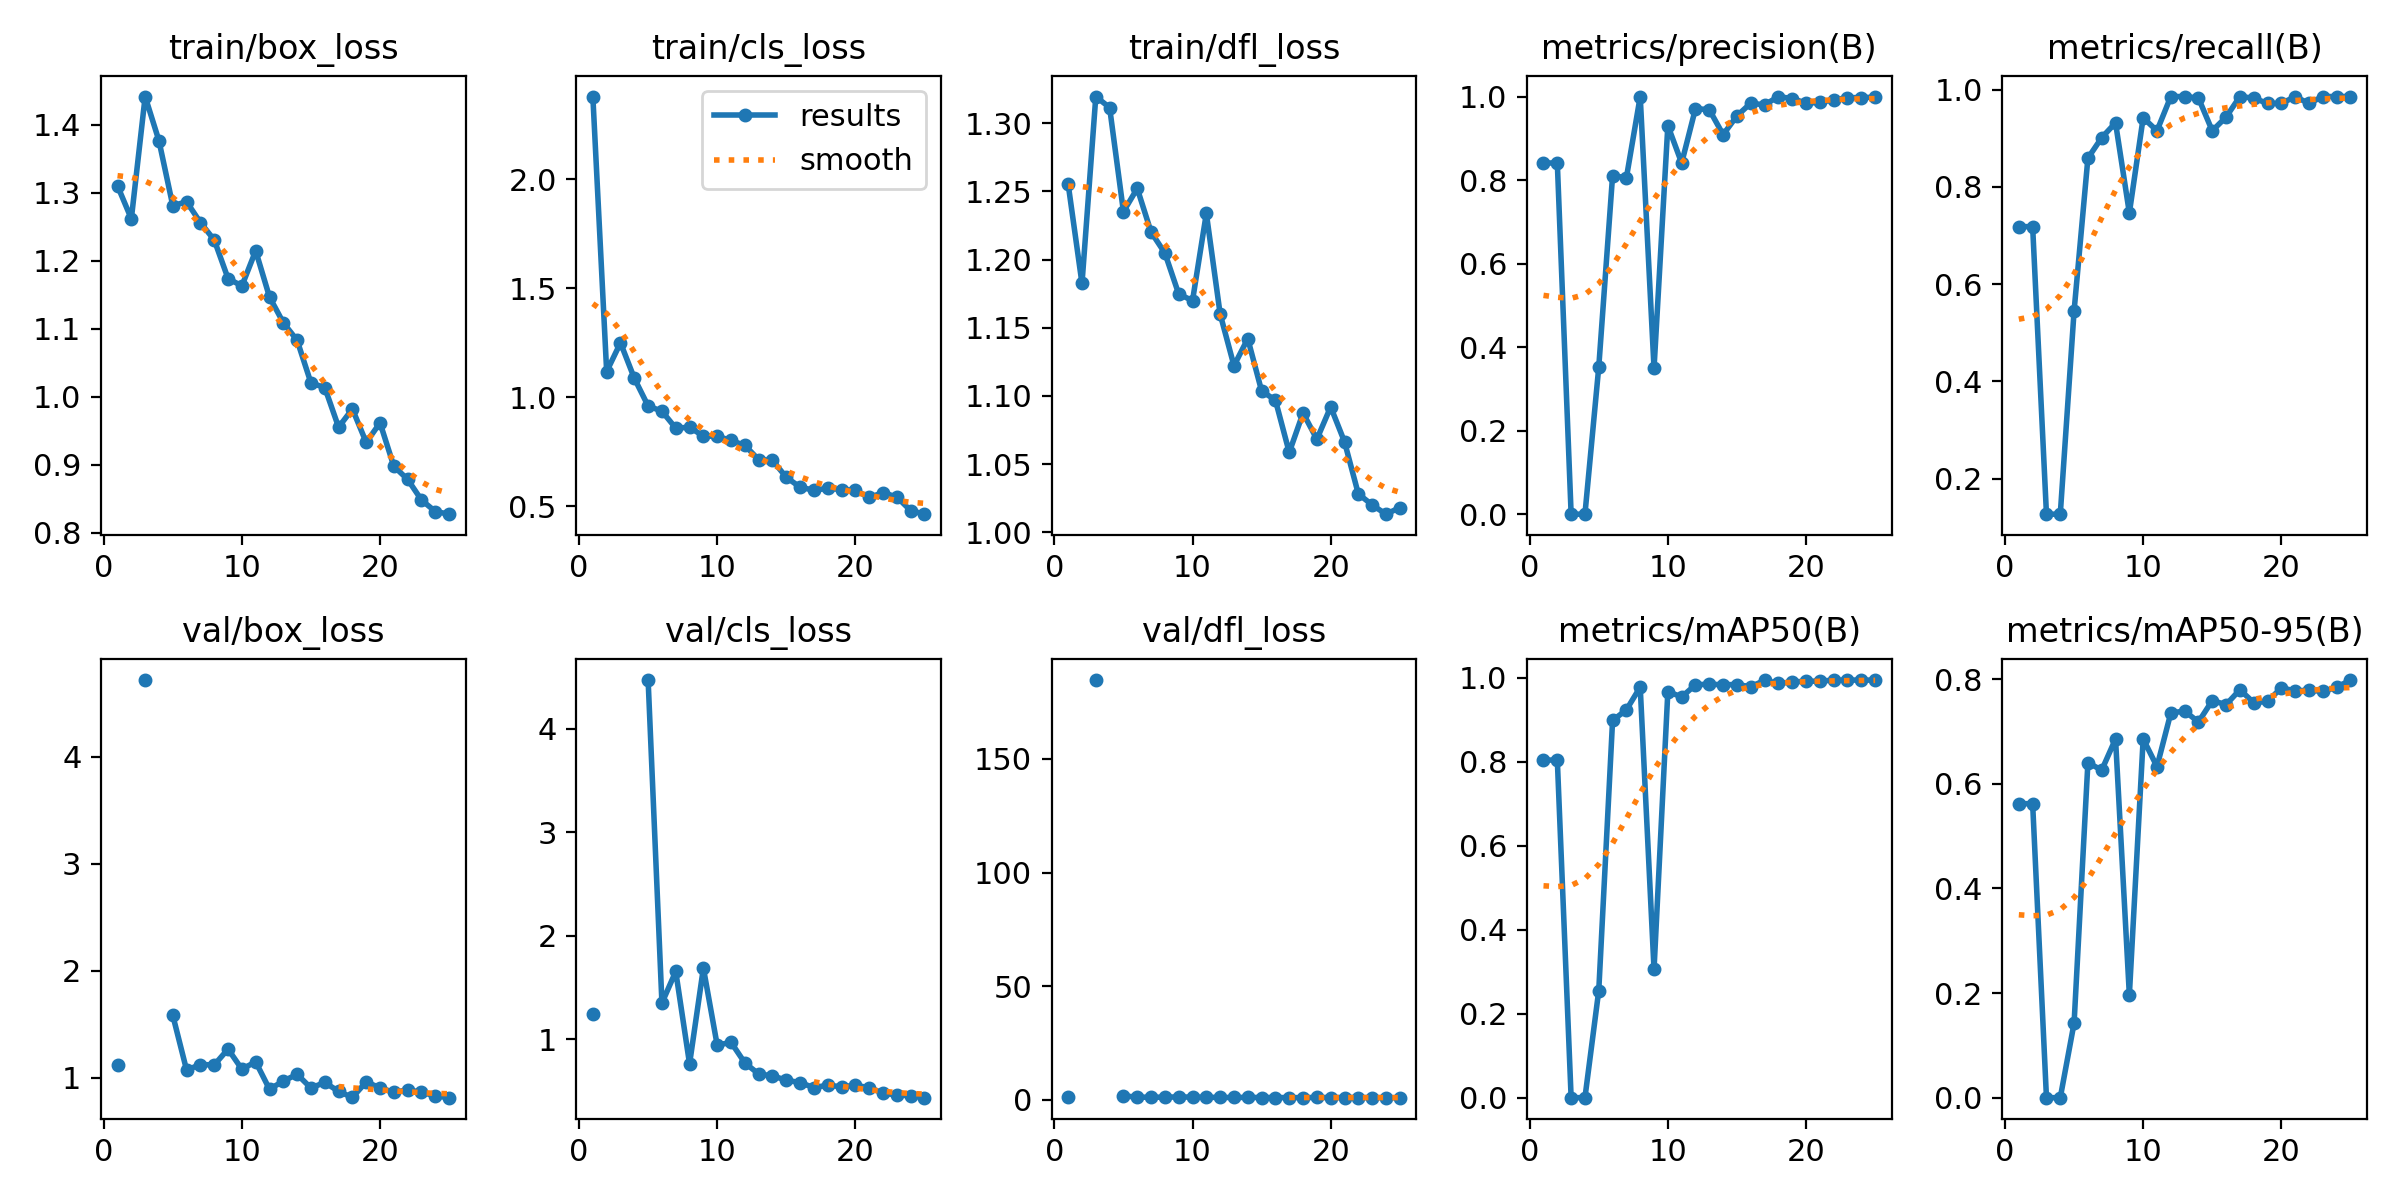 train/box_loss
train/cls_loss
train/dfl_loss
metrics/precision(B)
metrics/recall(B)
1.4
1.3
1.2
1.1
1.0
0.9
0.8
0 10 20
results
smooth
2.0
1.5
1.0
0.5
0 10 20
1.30
1.25
1.20
1.15
1.10
1.05
1.00
0 10 20
1.0
0.8
0.6
0.4
0.2
0.0
0 10 20
1.0
0.8
0.6
0.4
0.2
0 10 20
val/box_loss
val/cls_loss
val/dfl_loss
metrics/mAP50(B)
metrics/mAP50-95(B)
4
3
2
1
0 10 20
4
3
2
1
0 10 20
150
100
50
0
0 10 20
1.0
0.8
0.6
0.4
0.2
0.0
0 10 20
0.8
0.6
0.4
0.2
0.0
0 10 20